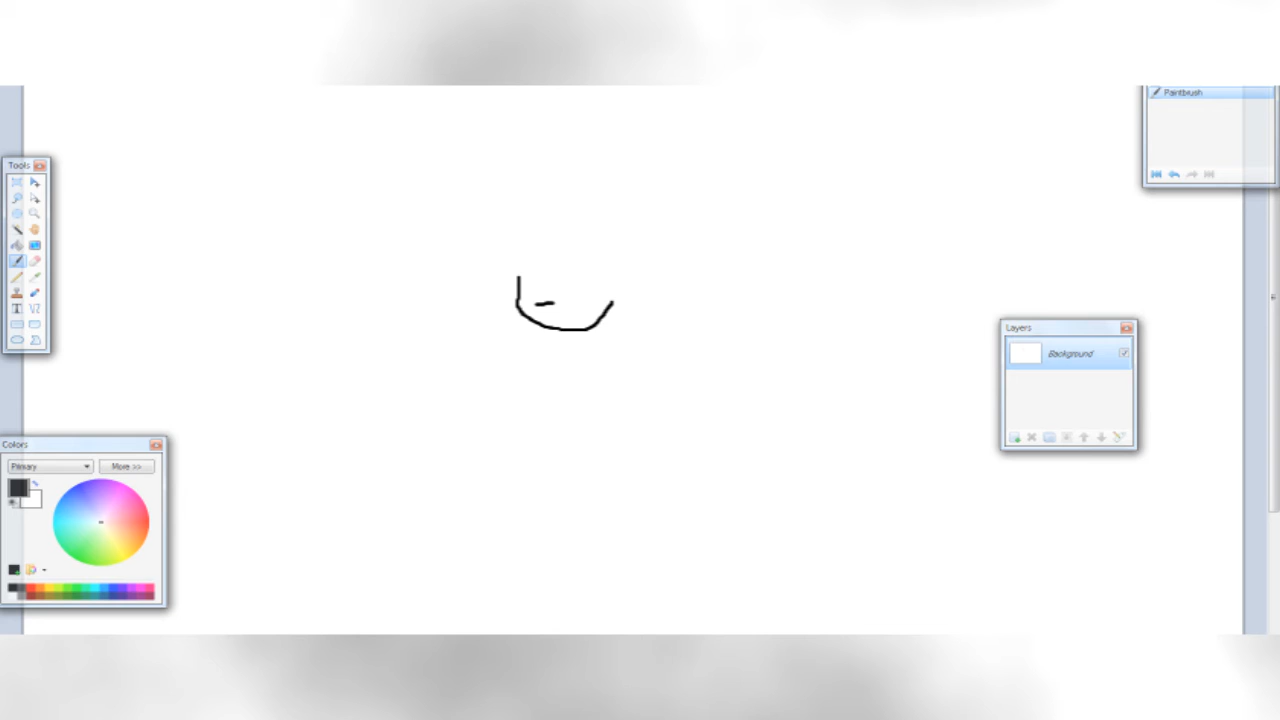 Paintbrush
Tools
Layers
Background
Colors
Primary
More >>